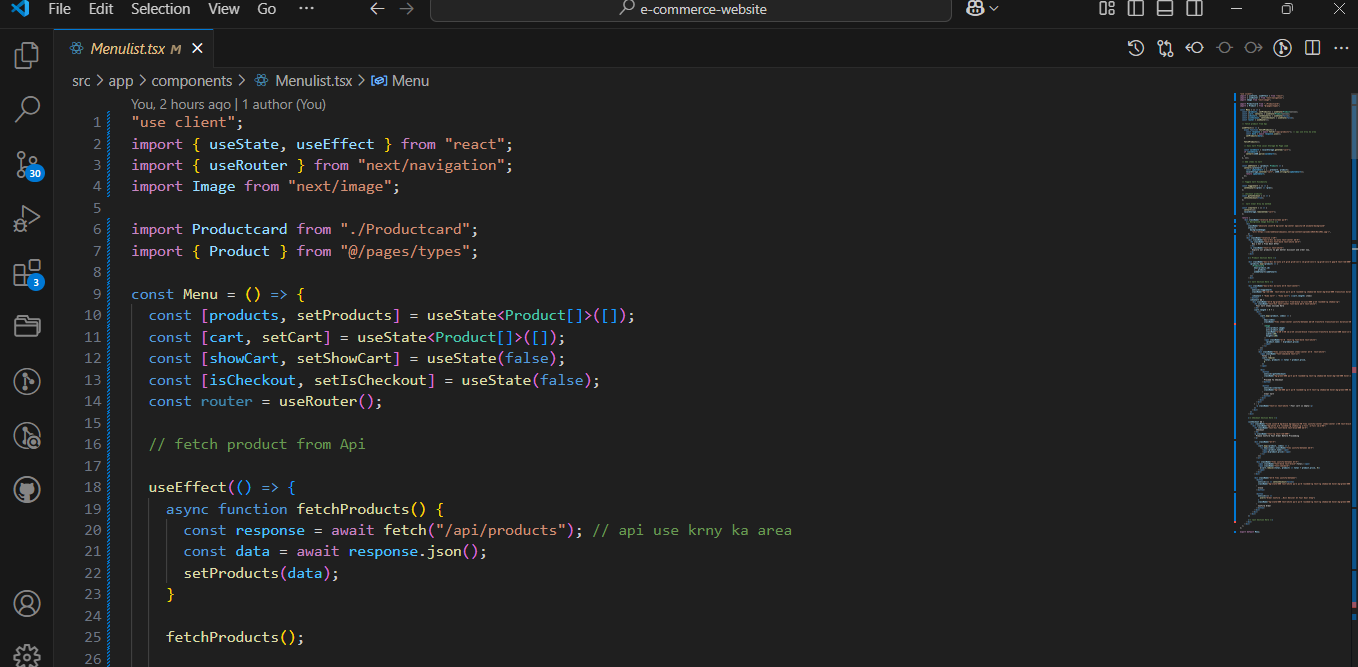 File Edit Selection View Go ··· e-commerce-website
Menulist.tsx M
src > app > components > Menulist.tsx > Menu
You, 2 hours ago | 1 author (You)
1 "use client";
2 import { useState, useEffect } from "react";
3 import { useRouter } from "next/navigation";
4 import Image from "next/image";
5
6 import Productcard from "./Productcard";
7 import { Product } from "@/pages/types";
8
9 const Menu = () => {
10 const [products, setProducts] = useState<Product[]>([]);
11 const [cart, setCart] = useState<Product[]>([]);
12 const [showCart, setShowCart] = useState(false);
13 const [isCheckout, setIsCheckout] = useState(false);
14 const router = useRouter();
15
16 // fetch product from Api
17
18 useEffect(() => {
19 async function fetchProducts() {
20 const response = await fetch("/api/products"); // api use krny ka area
21 const data = await response.json();
22 setProducts(data);
23 }
24
25 fetchProducts();
26
30
3